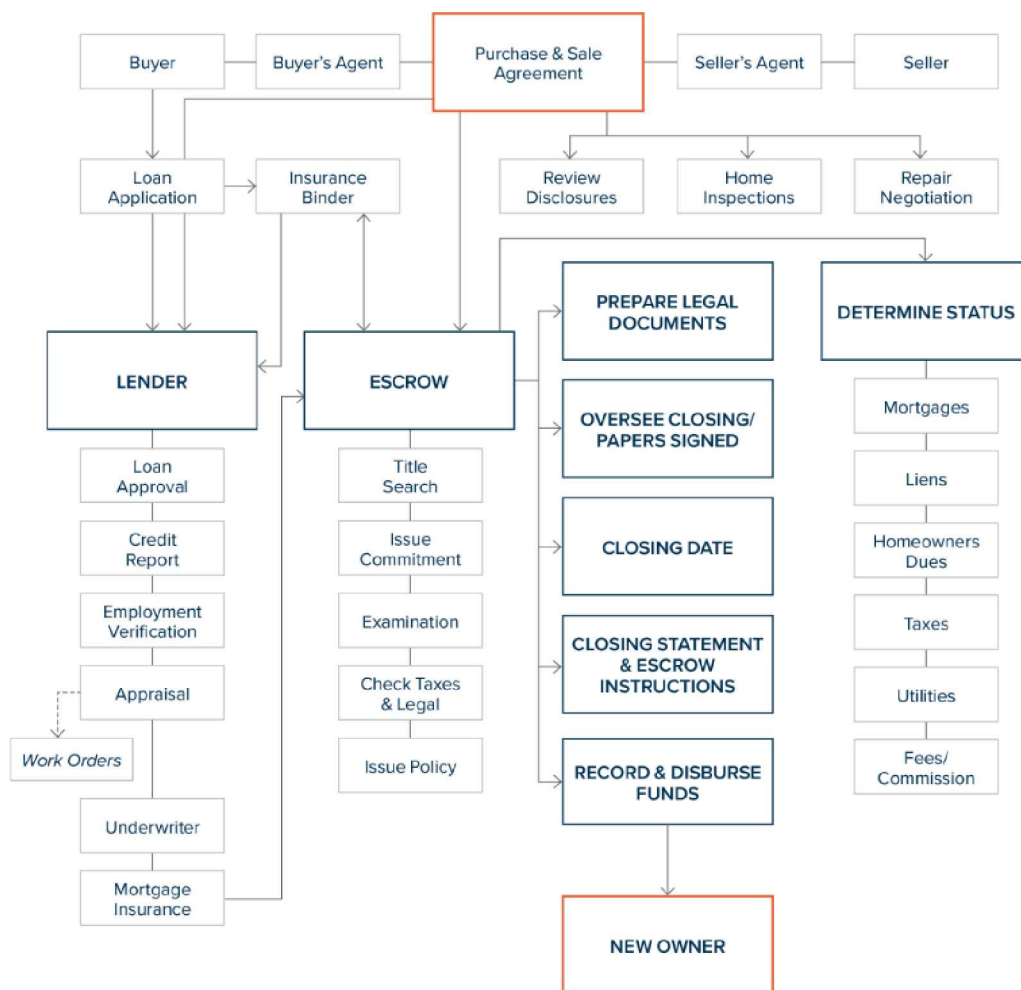 Buyer
Buyer's Agent
Purchase & Sale
Agreement
Seller's Agent
Seller
Loan
Application
Insurance
Binder
Review
Disclosures
Home
Inspections
Repair
Negotiation
LENDER
Loan
Approval
Credit
Report
Employment
Verification
Appraisal
Work Orders
Underwriter
Mortgage
Insurance
ESCROW
Title
Search
Issue
Commitment
Examination
Check Taxes
& Legal
Issue Policy
PREPARE LEGAL
DOCUMENTS
OVERSEE CLOSING/
PAPERS SIGNED
CLOSING DATE
CLOSING STATEMENT
& ESCROW
INSTRUCTIONS
RECORD & DISBURSE
FUNDS
NEW OWNER
DETERMINE STATUS
Mortgages
Liens
Homeowners
Dues
Taxes
Utilities
Fees/
Commission